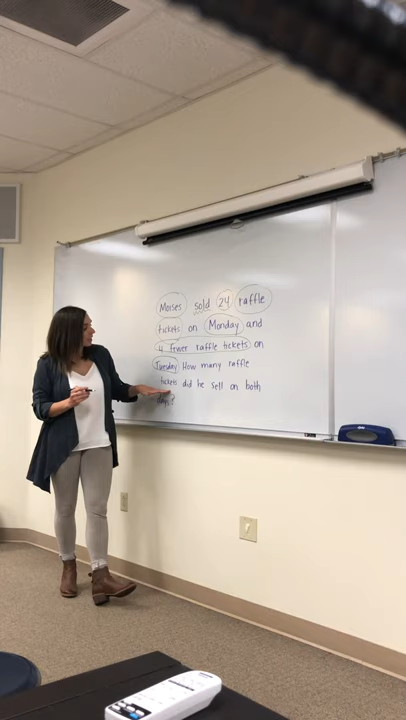 Moises sold 24 raffle
tickets on Monday and
4 fewer raffle tickets on
Tuesday How many raffle
tickets did he sell on both
days?